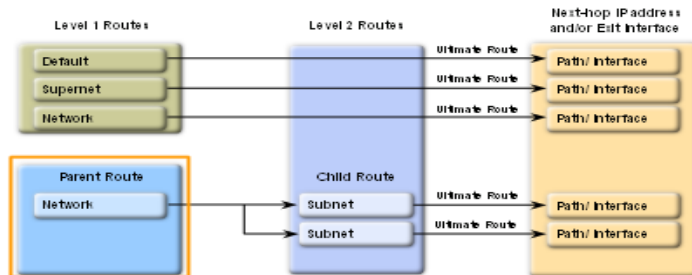 Level 1 Routes
Level 2 Routes
Next-hop IP address
and/or Exit Interface
Default
Ultimate Route
Path/ Interface
Supernet
Ultimate Route
Path/ Interface
Network
Ultimate Route
Path/ Interface
Parent Route
Child Route
Network
Subnet
Ultimate Route
Path/ Interface
Subnet
Ultimate Route
Path/ Interface